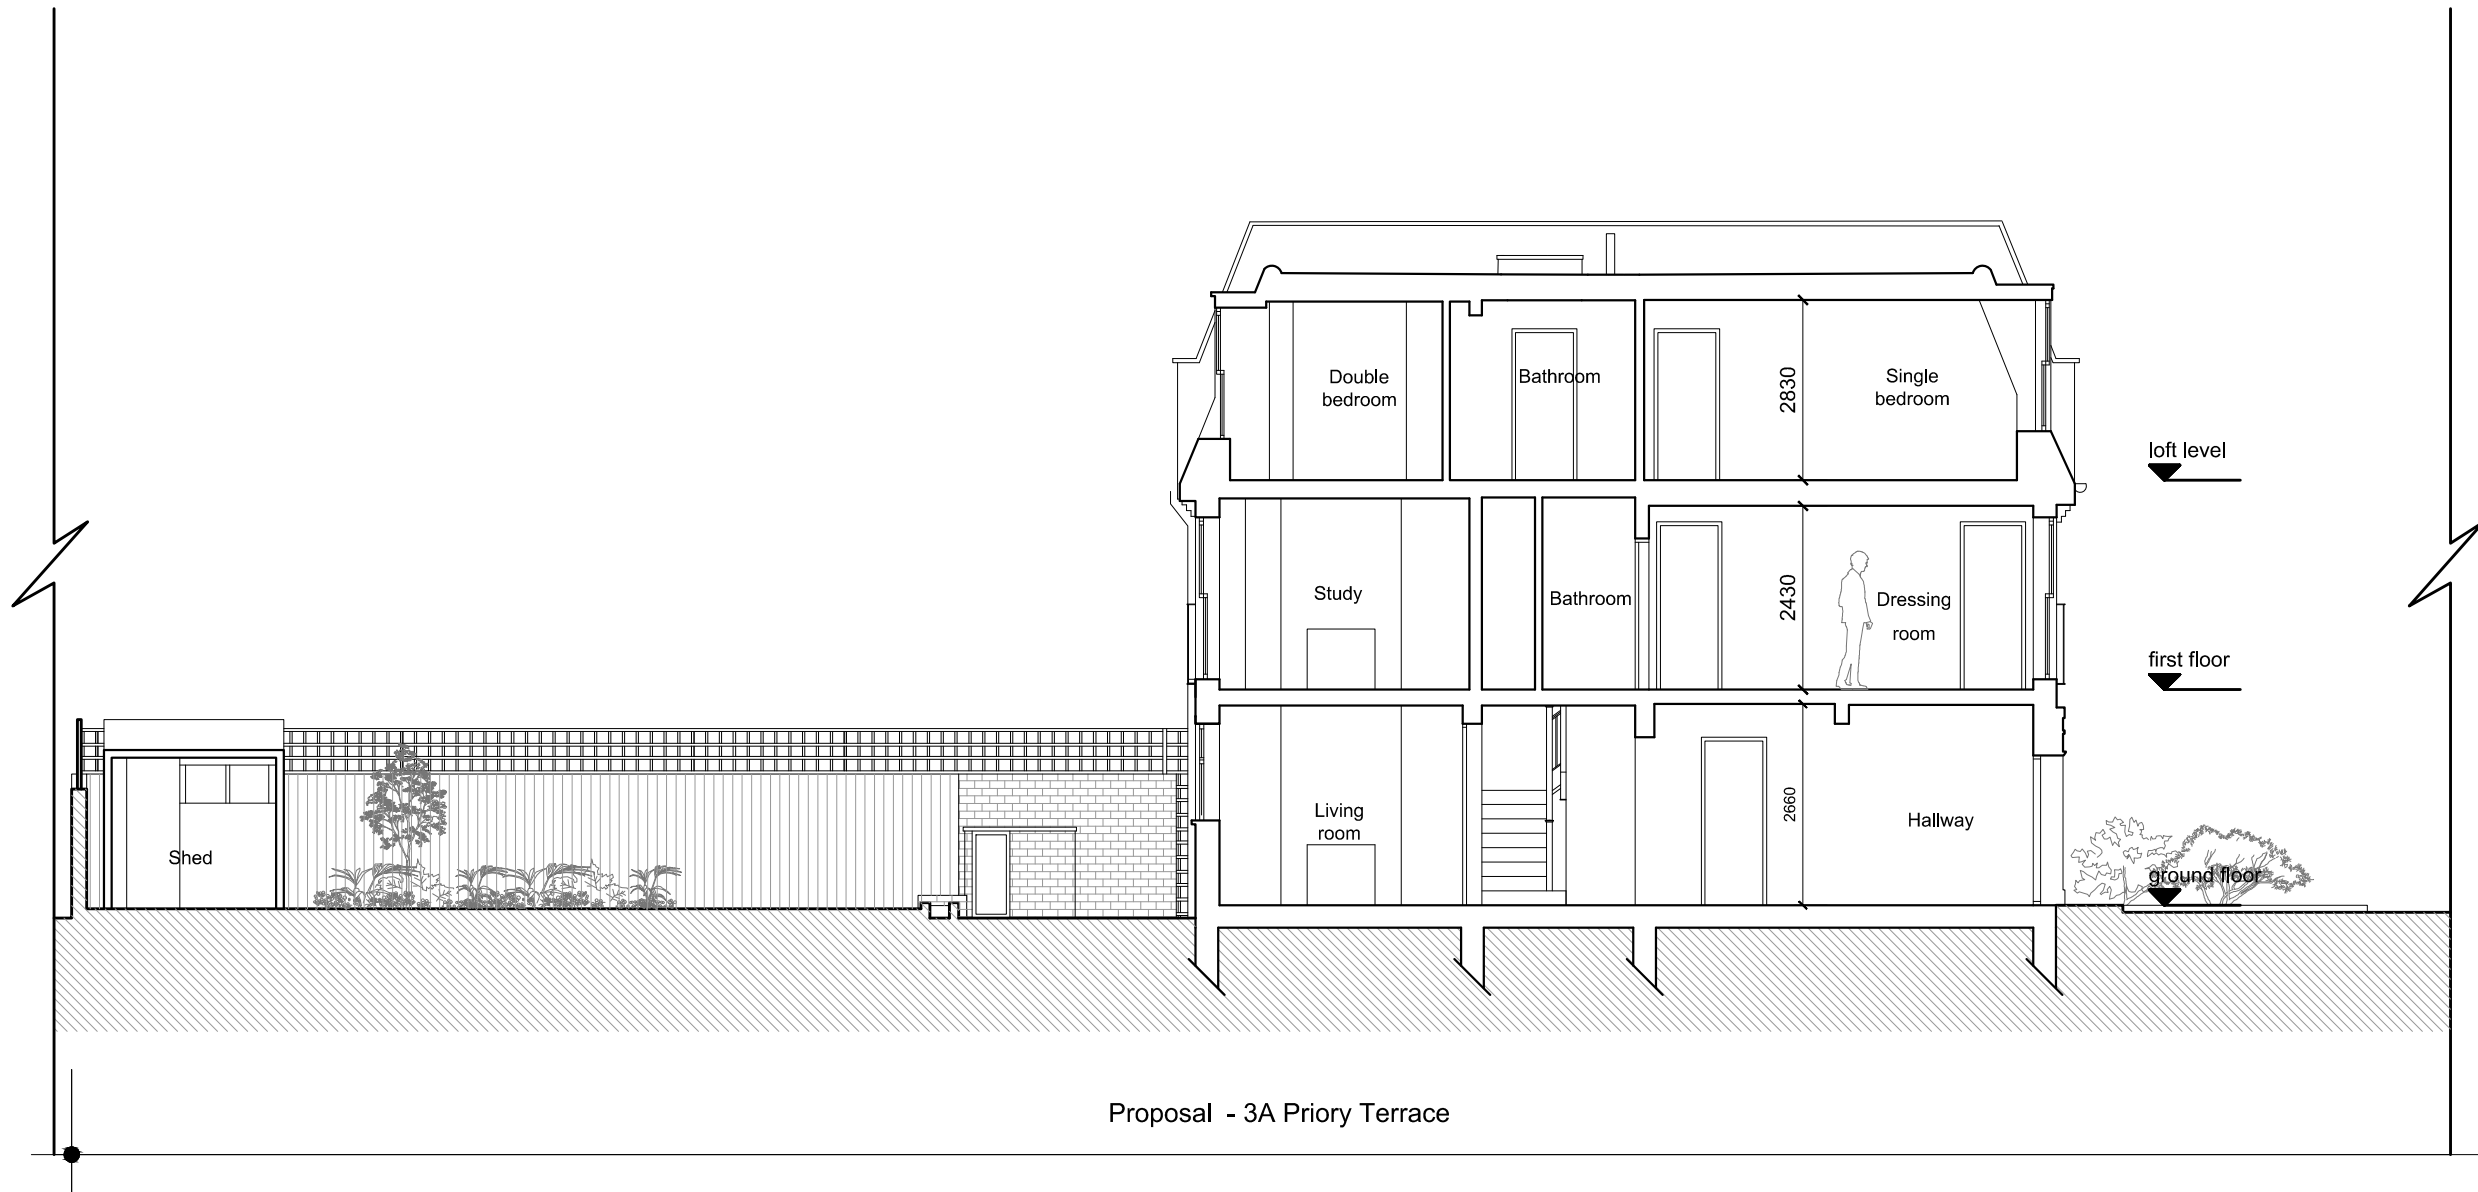 Double
bedroom
Bathroom
2830
Single
bedroom
loft level
Study
Bathroom
2430
Dressing
room
first floor
Living
room
2660
Hallway
Shed
ground floor
Proposal - 3A Priory Terrace